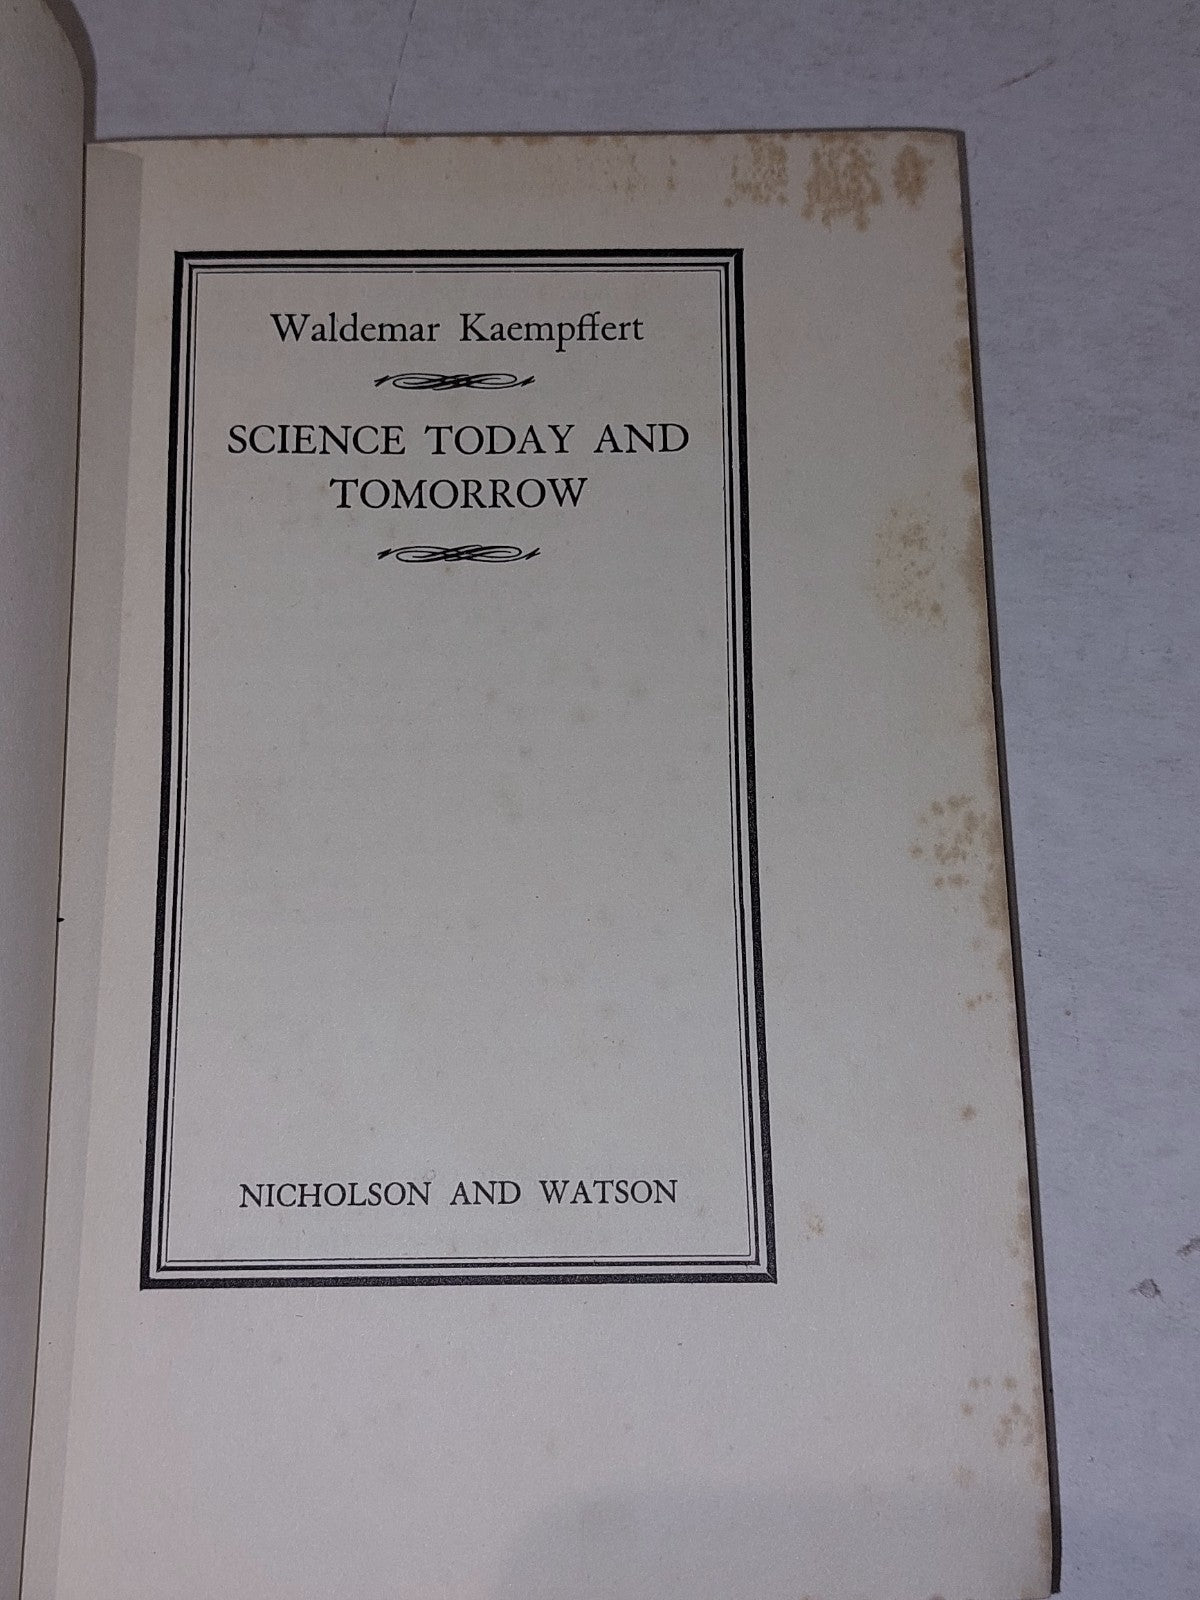 Waldemar Kaempffert
SCIENCE TODAY AND
TOMORROW
NICHOLSON AND WATSON